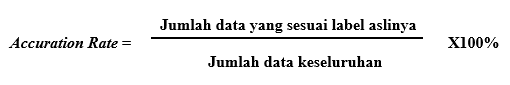 Jumlah data yang sesuai label aslinya
Accuration Rate = X100%
Jumlah data keseluruhan